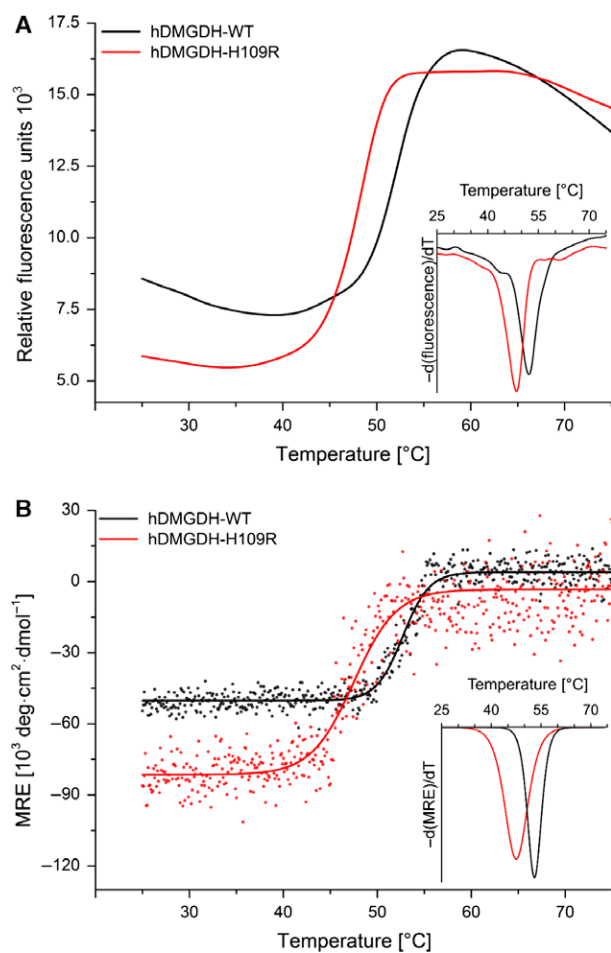 A
17.5
15.0
12.5
10.0
7.5
5.0
Relative fluorescence units 10³
hDMGDH-WT
hDMGDH-H109R
Temperature [°C]
25 40 55 70
−d(fluorescence)/dT
30 40 50 60 70
Temperature [°C]
B
30
0
−30
−60
−90
−120
MRE [10³ deg·cm²·dmol⁻¹]
hDMGDH-WT
hDMGDH-H109R
Temperature [°C]
25 40 55 70
−d(MRE)/dT
30 40 50 60 70
Temperature [°C]